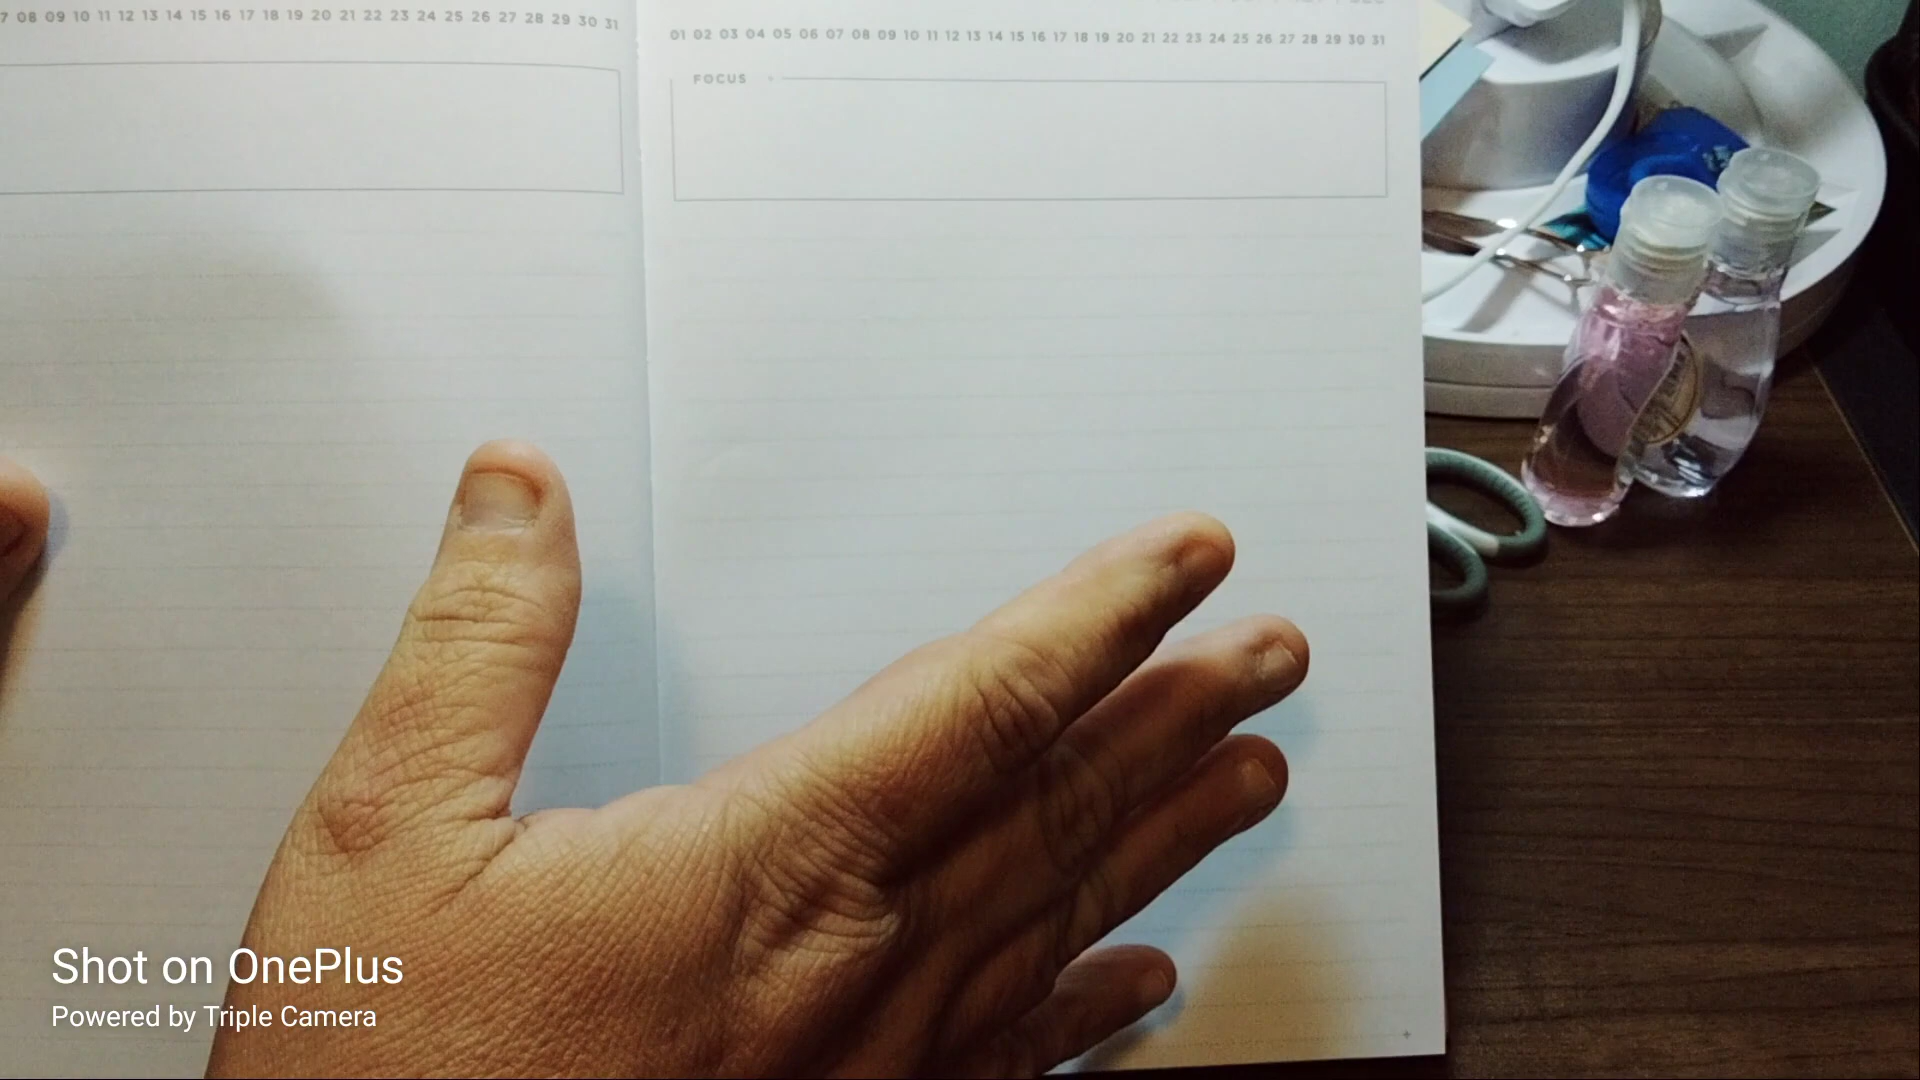 7 08 09 10 11 12 13 14 15 16 17 18 19 20 21 22 23 24 25 26 27 28 29 30 31
01 02 03 04 05 06 07 08 09 10 11 12 13 14 15 16 17 18 19 20 21 22 23 24 25 26 27 28 29 30 31
FOCUS
Shot on OnePlus
Powered by Triple Camera